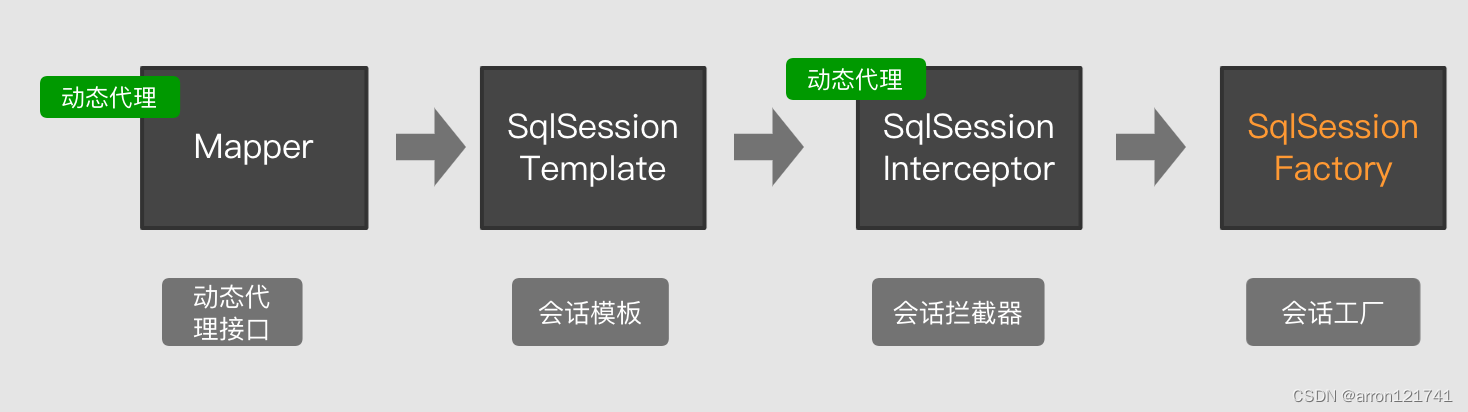 动态代理
Mapper
SqlSession
Template
动态代理
SqlSession
Interceptor
SqlSession
Factory
动态代
理接口
会话模板
会话拦截器
会话工厂
CSDN @arron121741